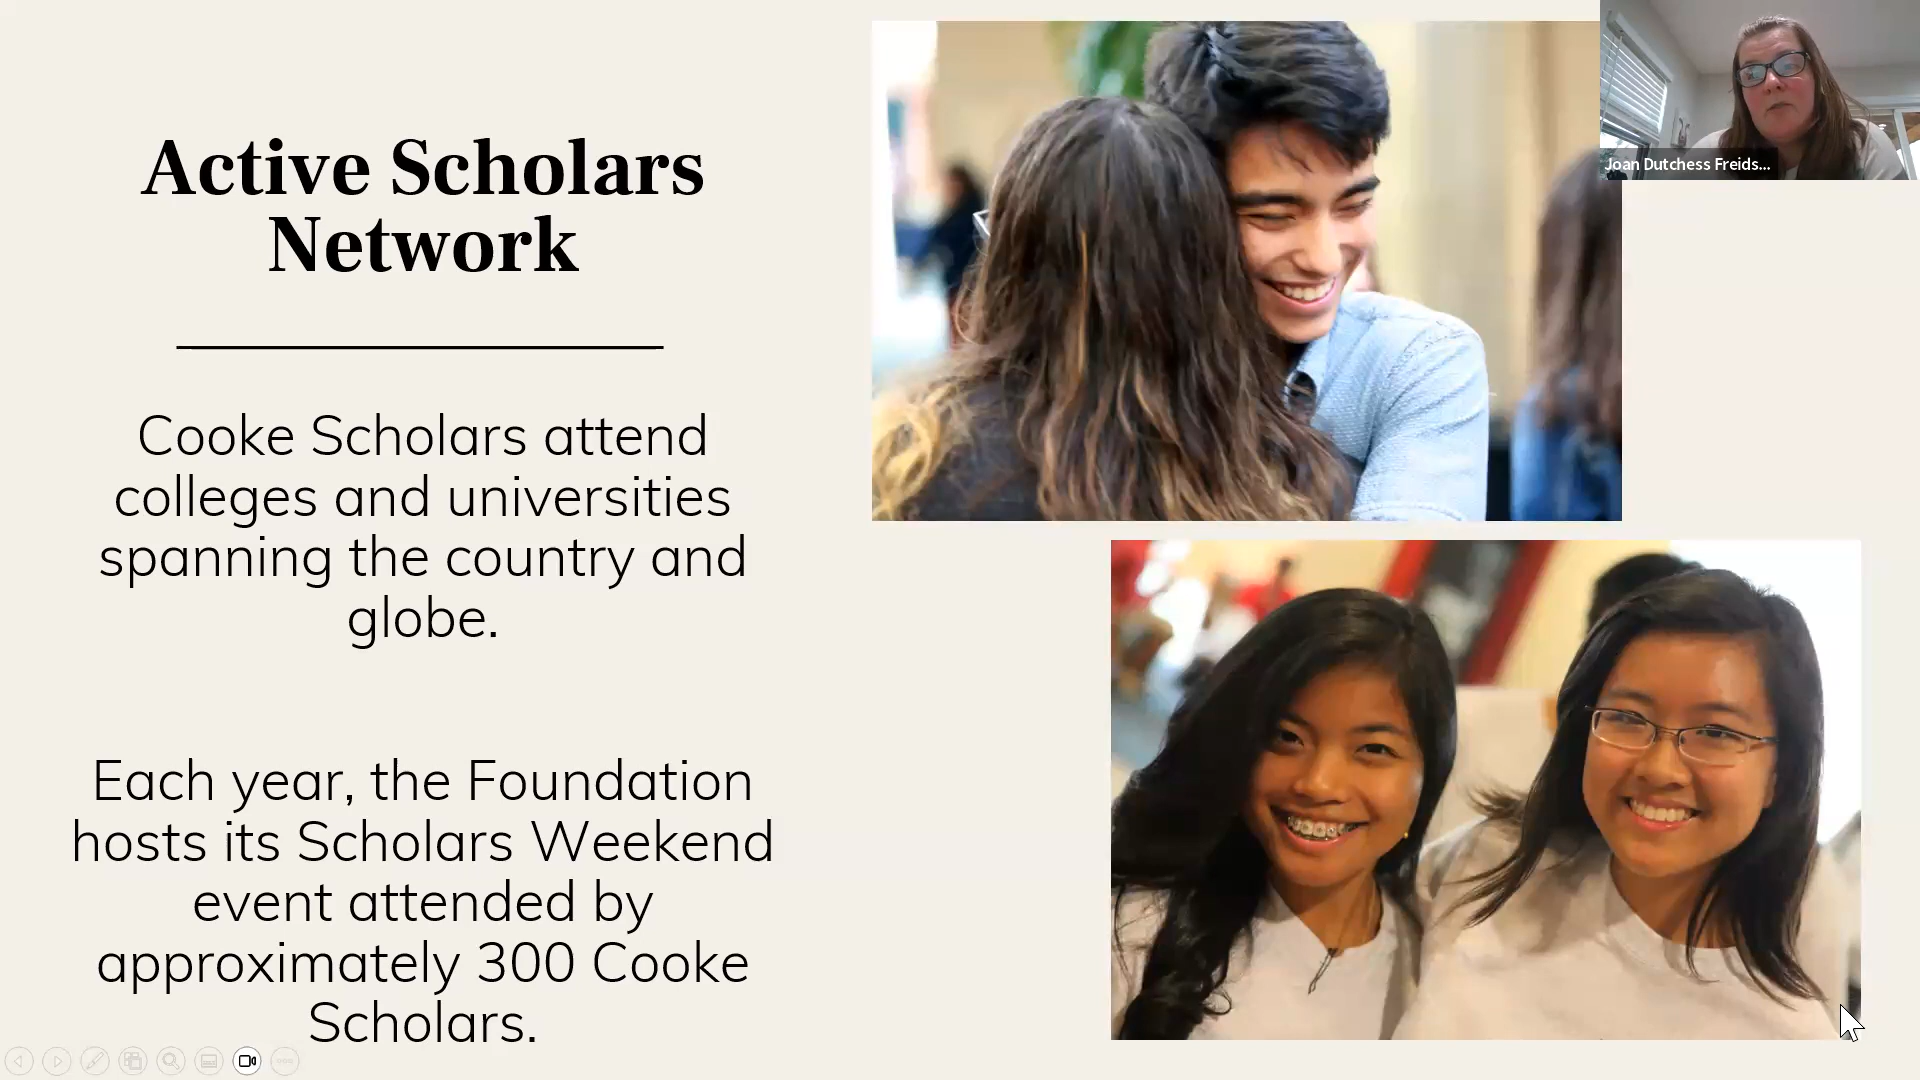 Active Scholars
Network
Cooke Scholars attend
colleges and universities
spanning the country and
globe.
Each year, the Foundation
hosts its Scholars Weekend
event attended by
approximately 300 Cooke
Scholars.
Joan Dutchess Freids...